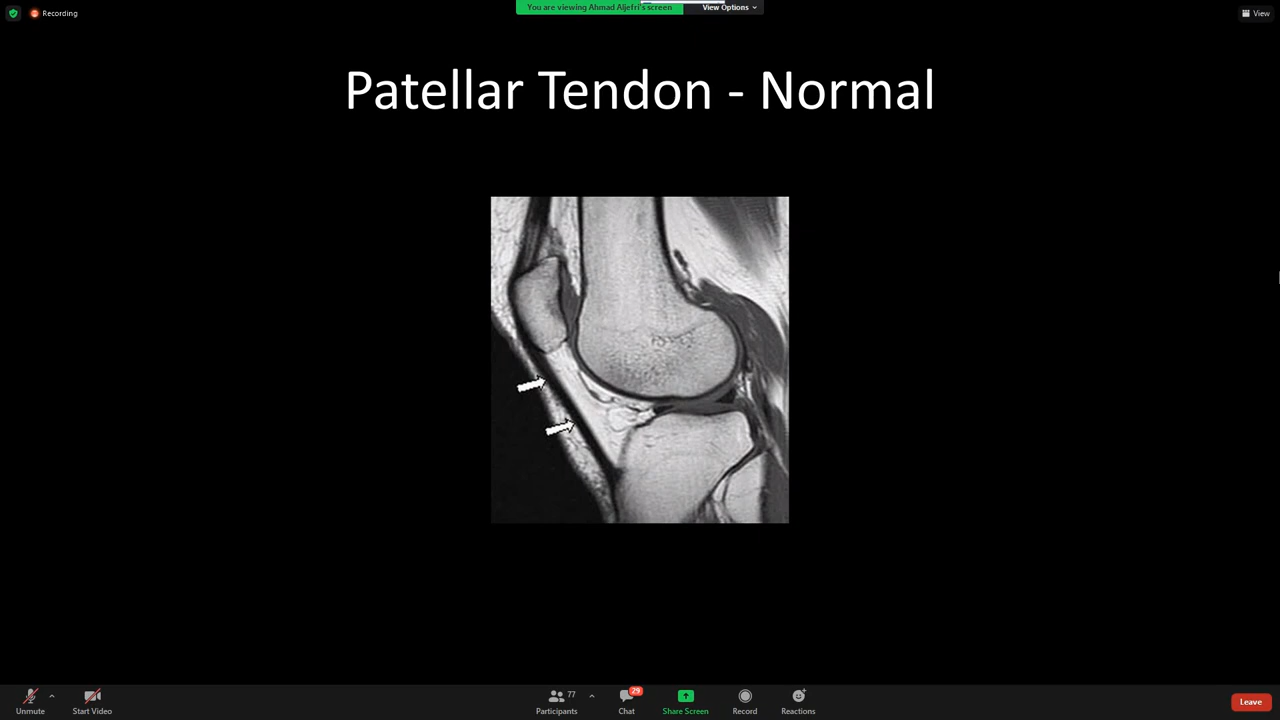 Recording
You are viewing Ahmad Aljefri's screen
View Options
View
Patellar Tendon - Normal
Unmute
Start Video
Participants
77
Chat
29
Share Screen
Record
Reactions
Leave